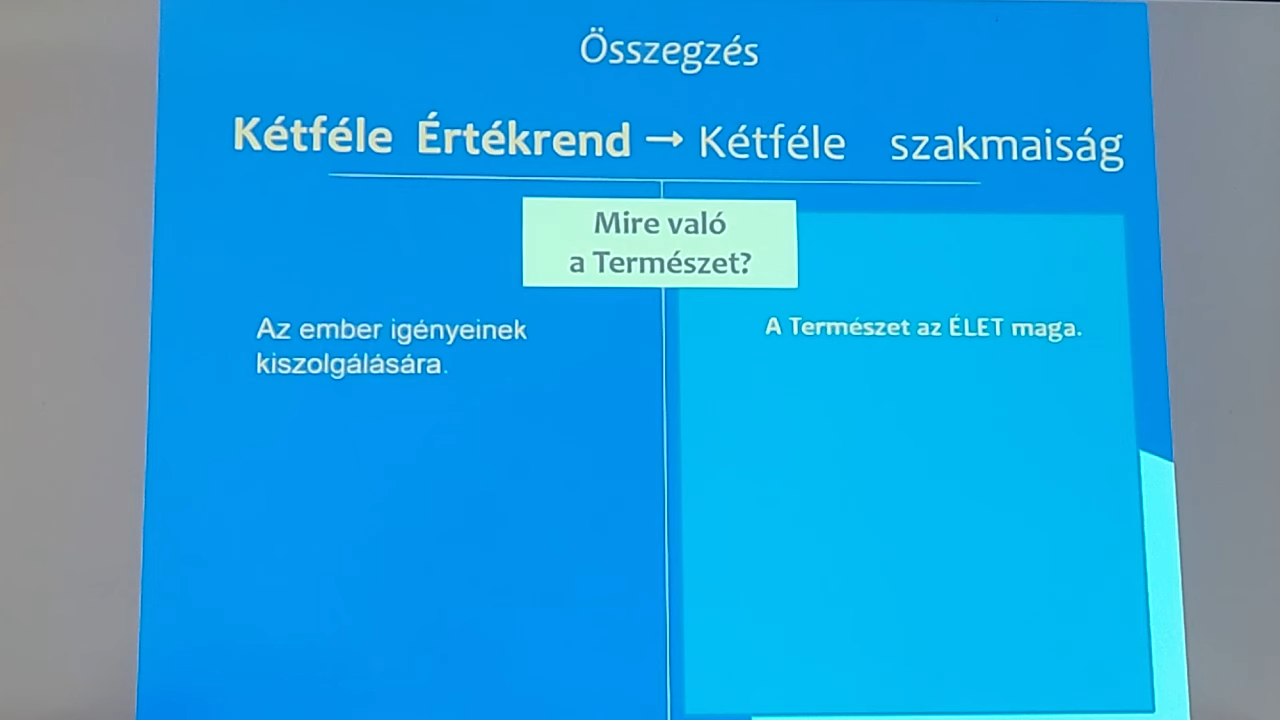 Összegzés
Kétféle Értékrend → Kétféle szakmaiság
Mire való
a Természet?
Az ember igényeinek
kiszolgálására.
A Természet az ÉLET maga.